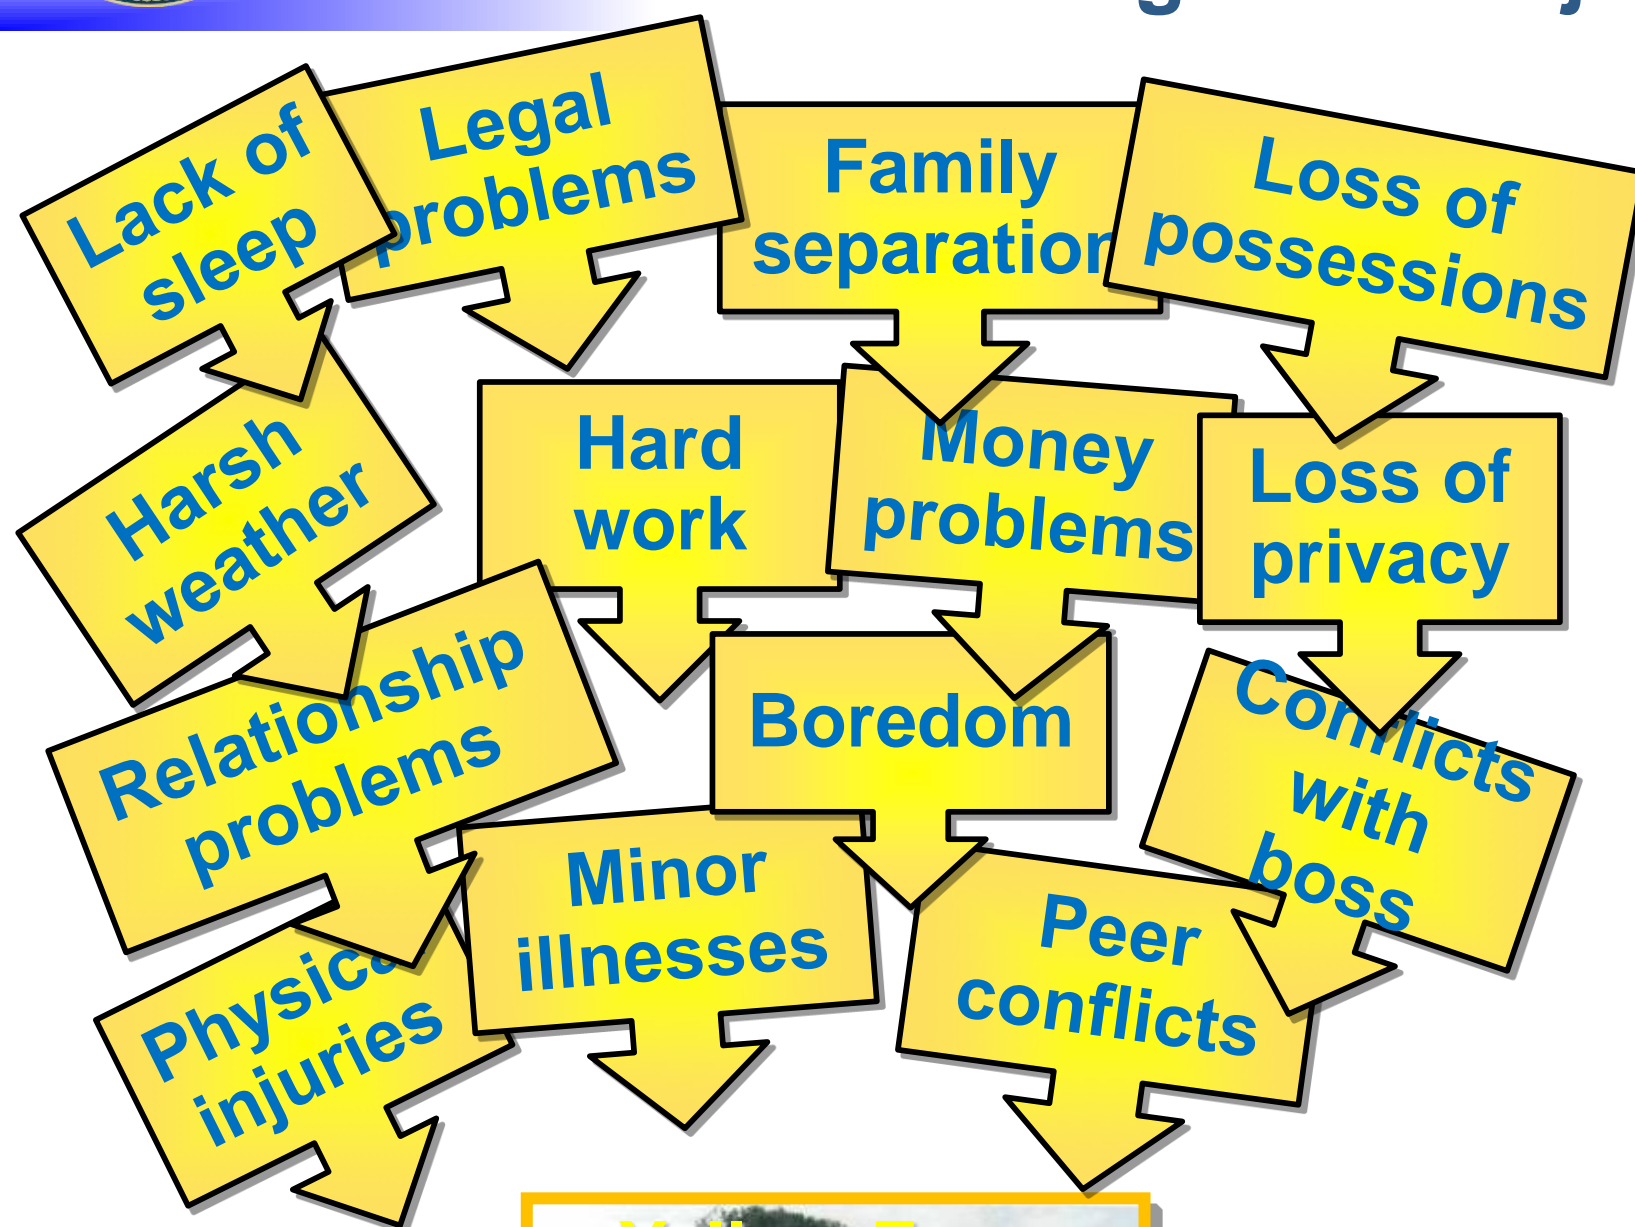 Lack of
sleep
Legal
problems
Family
separation
Loss of
possessions
Harsh
weather
Hard
work
Money
problems
Loss of
privacy
Relationship
problems
Boredom
Conflicts
with
boss
Physical
injuries
Minor
illnesses
Peer
conflicts